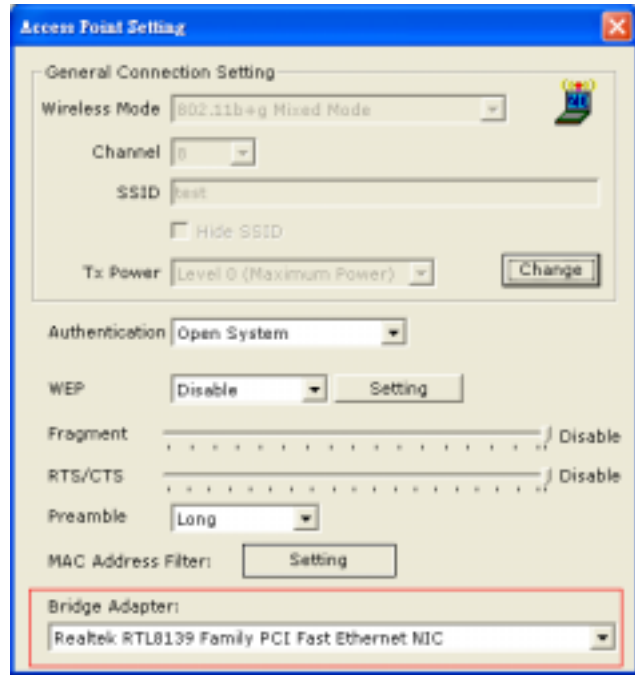 Access Point Setting
General Connection Setting
Wireless Mode 802.11b+g Mixed Mode
Channel 8
SSID test
Hide SSID
Tx Power Level 0 (Maximum Power) Change
Authentication Open System
WEP Disable Setting
Fragment Disable
RTS/CTS Disable
Preamble Long
MAC Address Filter: Setting
Bridge Adapter:
Realtek RTL8139 Family PCI Fast Ethernet NIC